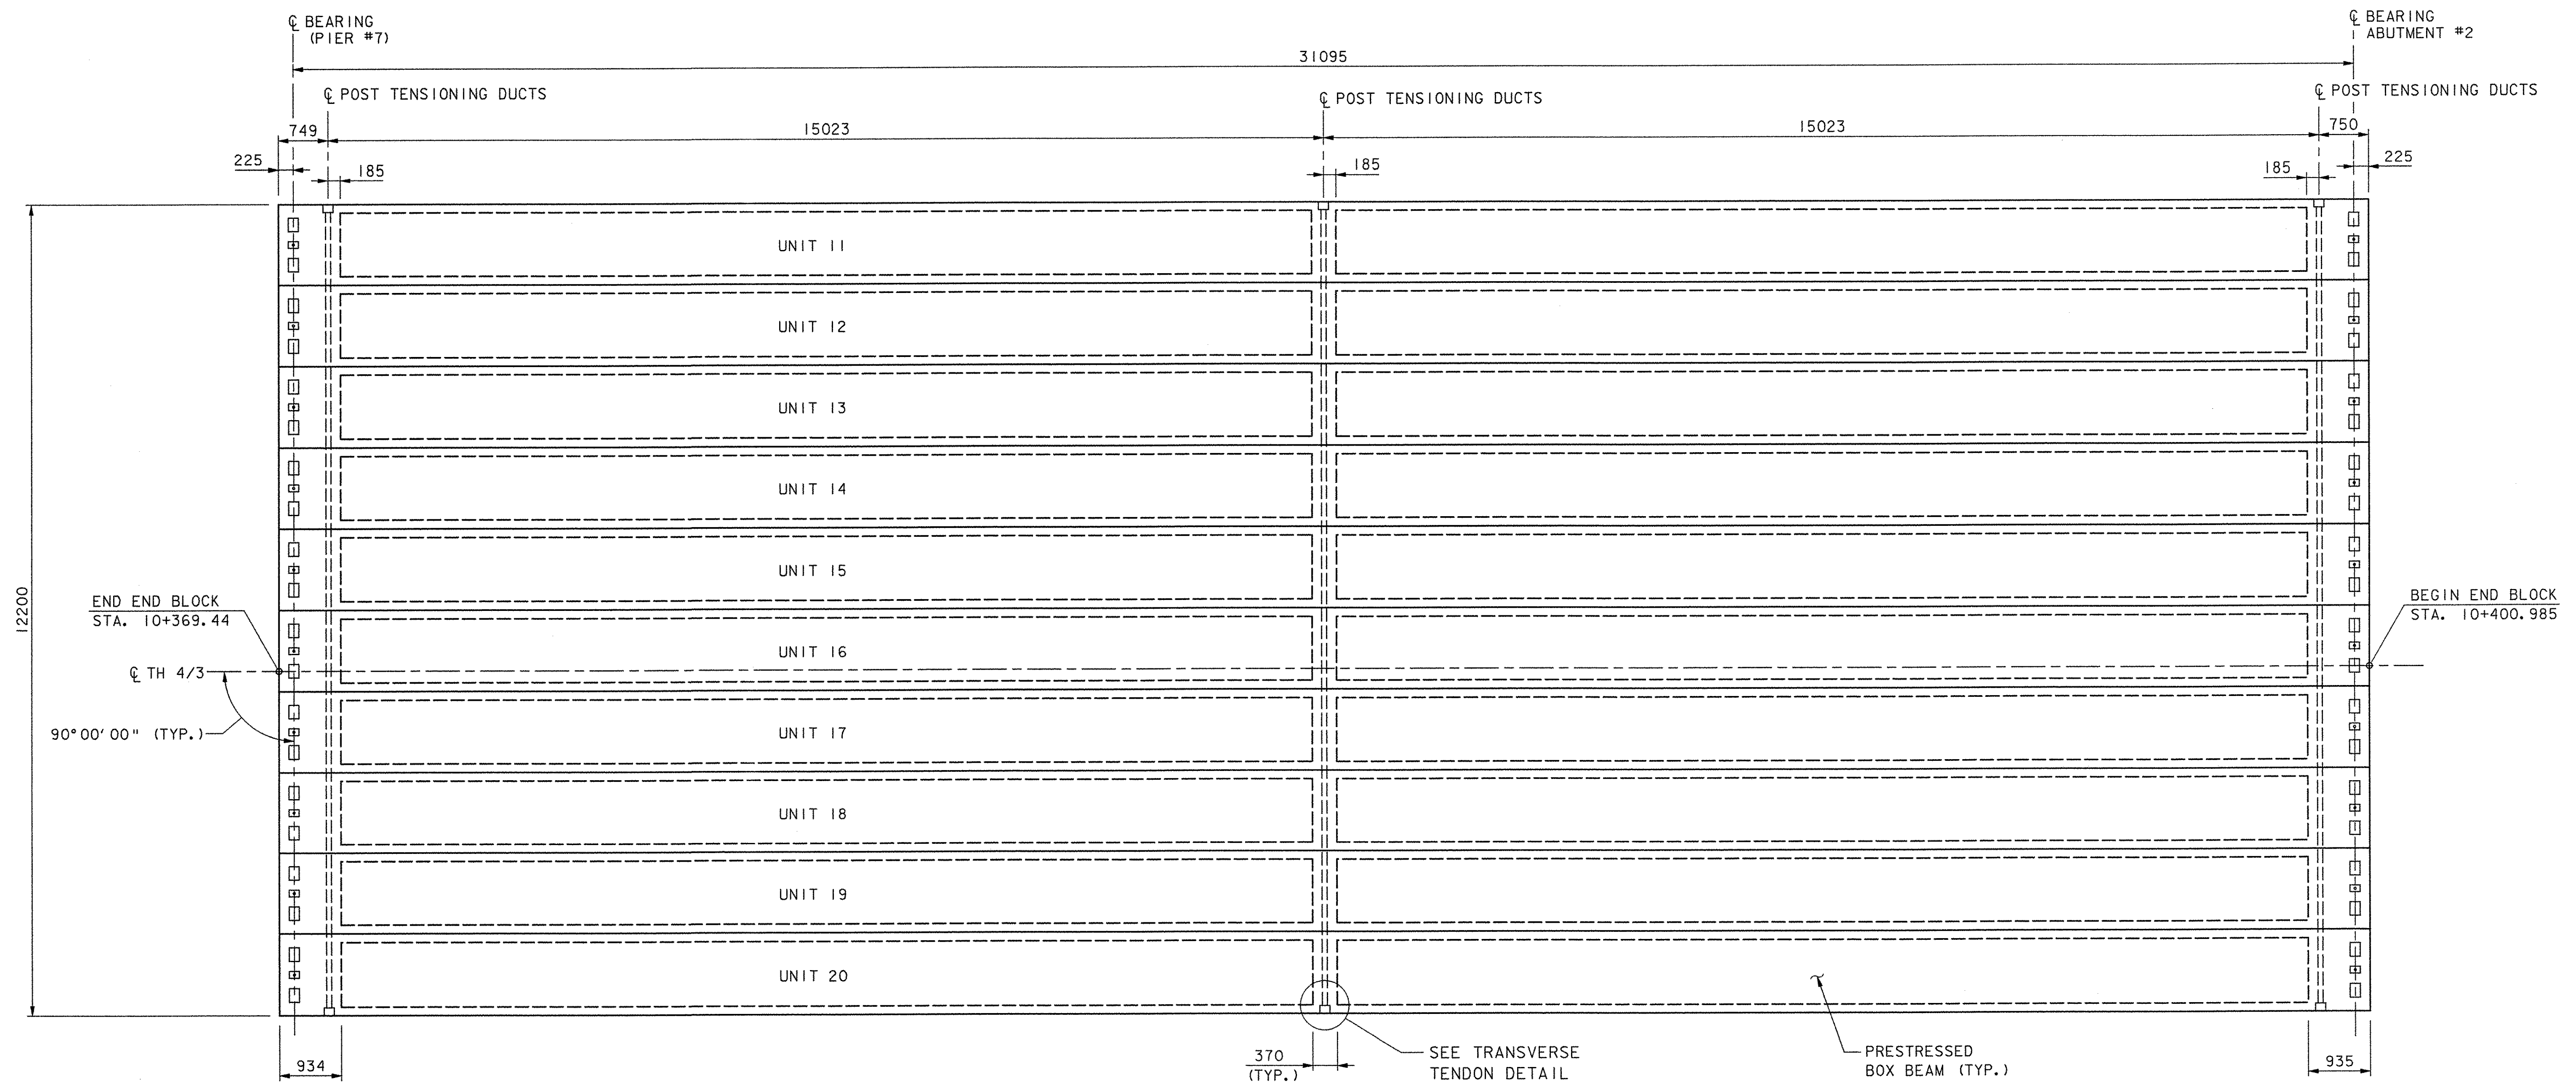 ℄ BEARING
(PIER #7)
℄ BEARING
ABUTMENT #2
31095
℄ POST TENSIONING DUCTS
℄ POST TENSIONING DUCTS
℄ POST TENSIONING DUCTS
749
15023
15023
750
225
185
185
185
225
12200
UNIT 11
UNIT 12
UNIT 13
UNIT 14
UNIT 15
END END BLOCK
STA. 10+369.44
BEGIN END BLOCK
STA. 10+400.985
UNIT 16
℄ TH 4/3
90°00'00" (TYP.)
UNIT 17
UNIT 18
UNIT 19
UNIT 20
934
370
(TYP.)
SEE TRANSVERSE
TENDON DETAIL
PRESTRESSED
BOX BEAM (TYP.)
935